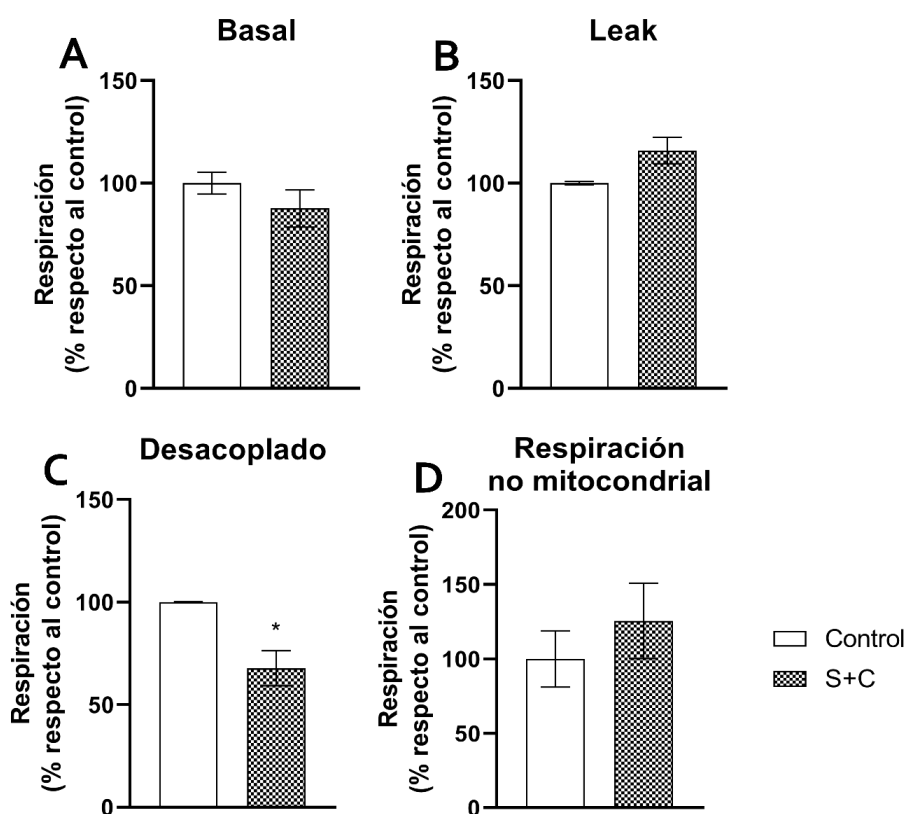 A
Basal
Respiración
(% respecto al control)
150
100
50
0
B
Leak
Respiración
(% respecto al control)
150
100
50
0
C
Desacoplado
Respiración
(% respecto al control)
150
100
50
0
*
D
Respiración
no mitocondrial
Respiración
(% respecto al control)
200
150
100
50
0
Control
S+C